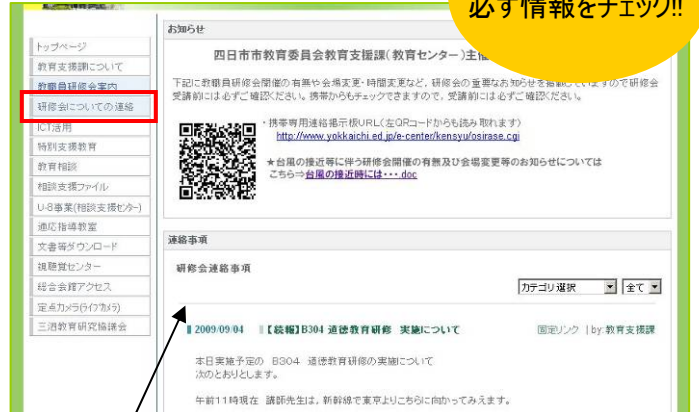 必ず情報をチェック!!
お知らせ
四日市市教育委員会教育支援課(教育センター)主催
下記に教職員研修会開催の有無や会場変更・時間変更など、研修会の重要なお知らせを掲載していますので研修会
受講前には必ずご確認ください。携帯からもチェックできますので、受講前には必ずご確認ください。
・携帯専用連絡掲示板URL(左QRコードからも読み取れます)
http://www.yokkaichi.ed.jp/e-center/kensyu/osirase.cgi
★台風の接近等に伴う研修会開催の有無及び会場変更等のお知らせについては
こちら⇒台風の接近時には・・・.doc
トップページ
教育支援課について
教職員研修会案内
研修会についての連絡
ICT活用
特別支援教育
教育相談
相談支援ファイル
U-8事業(相談支援センター)
適応指導教室
文書等ダウンロード
視聴覚センター
総合会館アクセス
定点カメラ(ライブカメラ)
三泗教育研究協議会
連絡事項
研修会連絡事項
カテゴリ選択 全て
2009/09/04 【続報】B304 道徳教育研修 実施について 固定リンク | by:教育支援課
本日実施予定の B304 道徳教育研修の実施について
次のとおりとします。
午前11時現在 講師先生は、新幹線で東京よりこちらに向かってみえます。